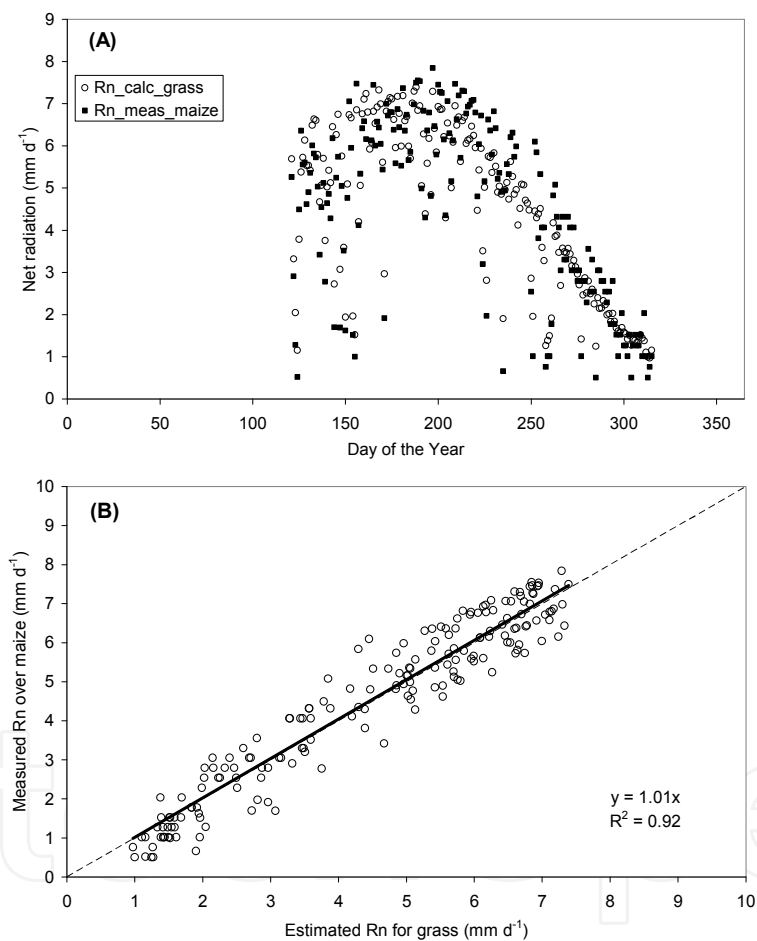 (A)
Rn_calc_grass
Rn_meas_maize
Net radiation (mm d⁻¹)
9
8
7
6
5
4
3
2
1
0
0 50 100 150 200 250 300 350
Day of the Year
(B)
Measured Rn over maize (mm d⁻¹)
10
9
8
7
6
5
4
3
2
1
0
y = 1.01x
R² = 0.92
0 1 2 3 4 5 6 7 8 9 10
Estimated Rn for grass (mm d⁻¹)